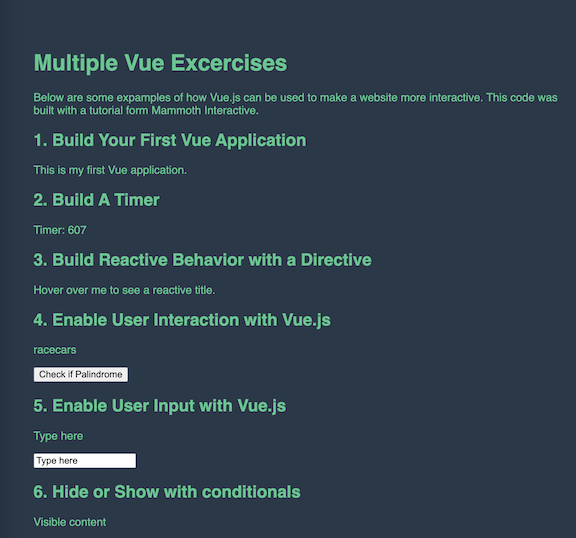 Multiple Vue Excercises
Below are some expamples of how Vue.js can be used to make a website more interactive. This code was
built with a tutorial form Mammoth Interactive.
1. Build Your First Vue Application
This is my first Vue application.
2. Build A Timer
Timer: 607
3. Build Reactive Behavior with a Directive
Hover over me to see a reactive title.
4. Enable User Interaction with Vue.js
racecars
Check if Palindrome
5. Enable User Input with Vue.js
Type here
Type here
6. Hide or Show with conditionals
Visible content